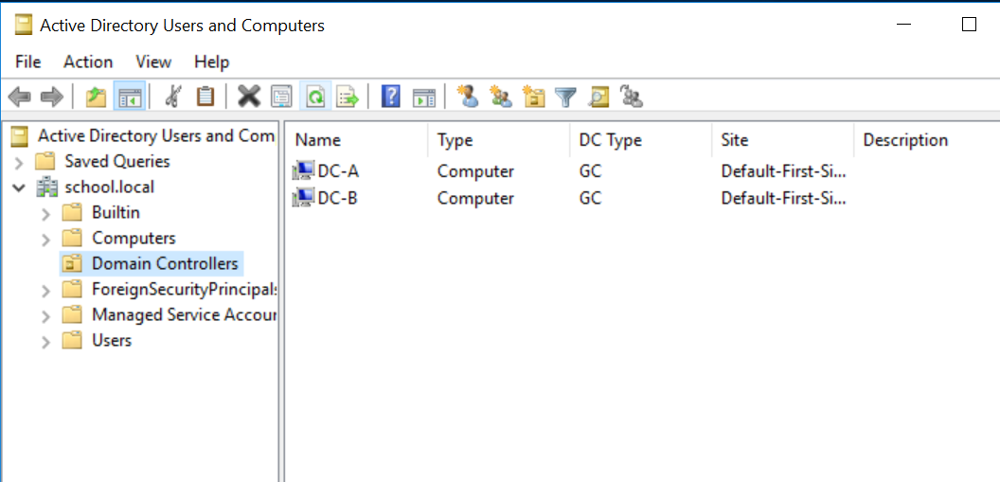 Active Directory Users and Computers
File Action View Help
Active Directory Users and Com
Saved Queries
school.local
Builtin
Computers
Domain Controllers
ForeignSecurityPrincipals
Managed Service Accour
Users
Name Type DC Type Site Description
DC-A Computer GC Default-First-Si...
DC-B Computer GC Default-First-Si...